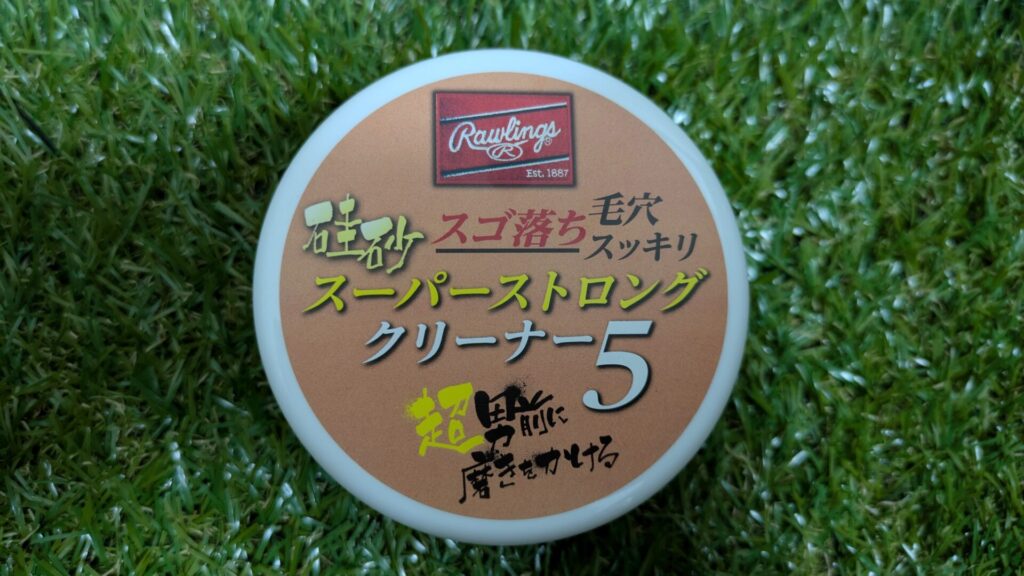 Rawlings
R
Est. 1887
硅砂 スゴ落ち 毛穴スッキリ
スーパーストロング
クリーナー5
超男前に
磨きをかける